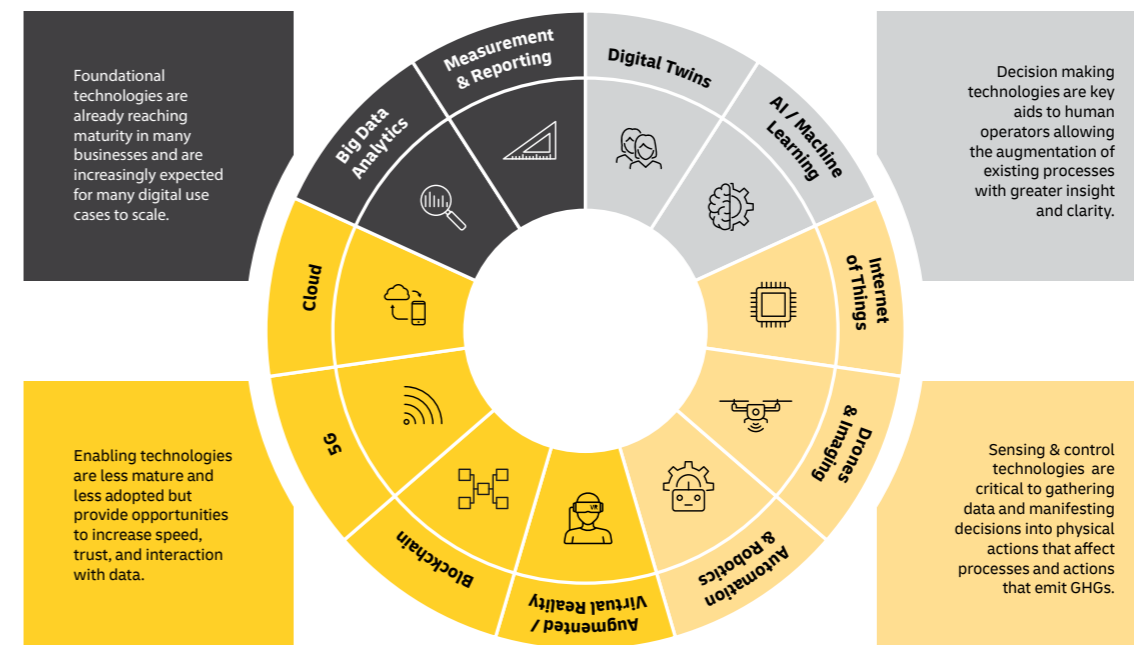 Foundational
technologies are
already reaching
maturity in many
businesses and are
increasingly expected
for many digital use
cases to scale.
Measurement
& Reporting
Digital Twins
AI / Machine
Learning
Internet
of Things
Drones
& Imaging
Automation
& Robotics
Augmented /
Virtual Reality
VR
Blockchain
5G
Cloud
Big Data
Analytics
Decision making
technologies are key
aids to human
operators allowing
the augmentation of
existing processes
with greater insight
and clarity.
Enabling technologies
are less mature and
less adopted but
provide opportunities
to increase speed,
trust, and interaction
with data.
Sensing & control
technologies are
critical to gathering
data and manifesting
decisions into physical
actions that affect
processes and actions
that emit GHGs.